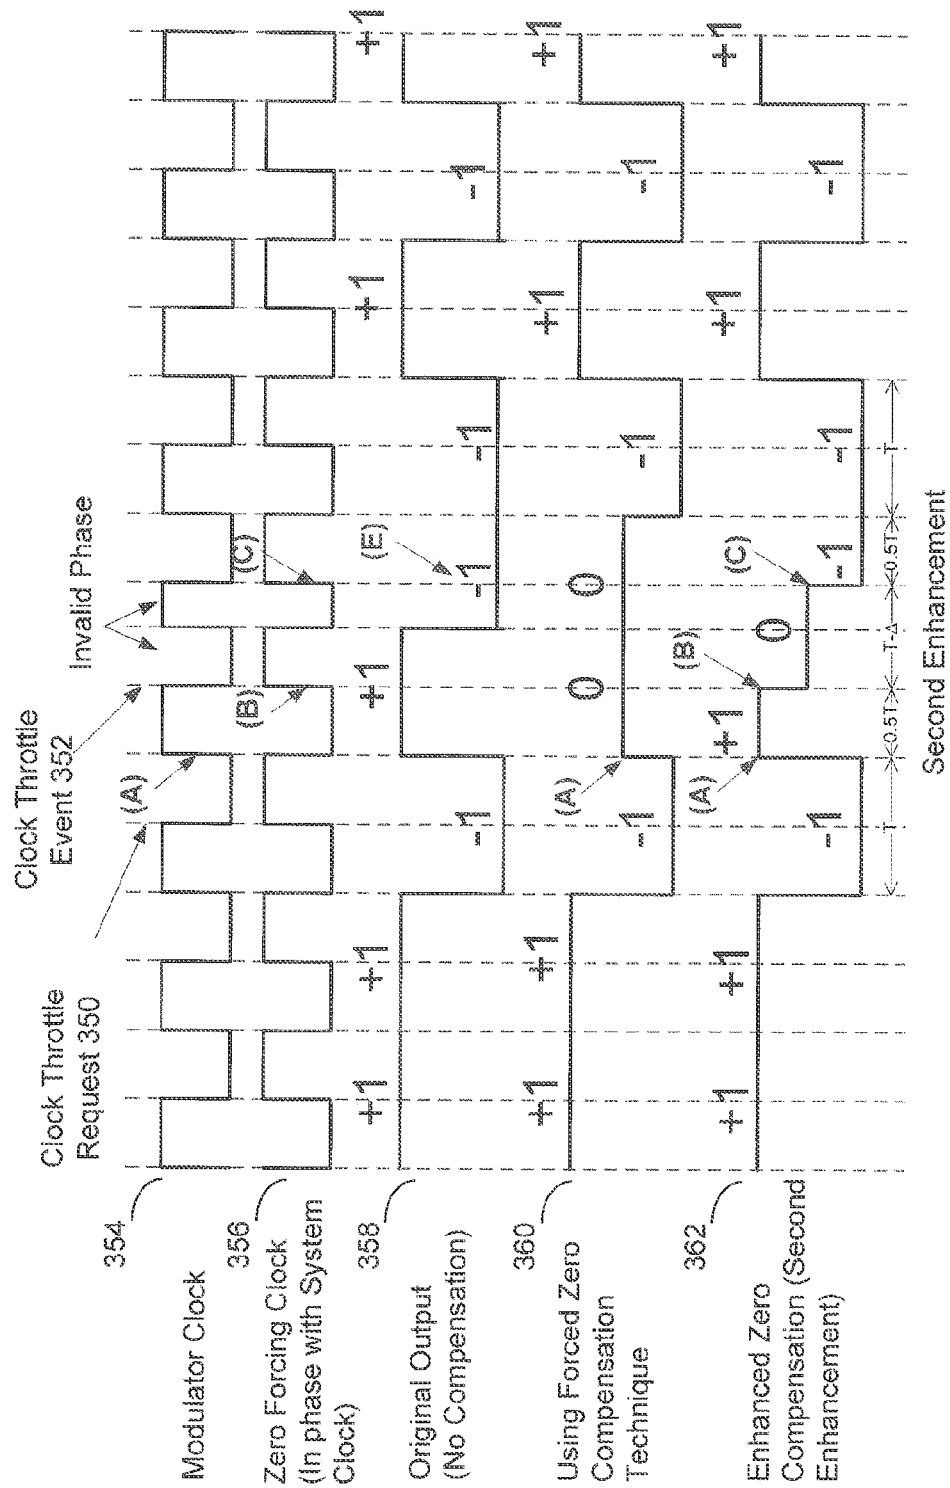 Clock Throttle
Request 350
Clock Throttle
Event 352
Invalid Phase
354
Modulator Clock
(A)
356
Zero Forcing Clock
(In phase with System
Clock)
(B)
(C)
358
Original Output
(No Compensation)
+1
+1
-1
+1
-1
(E)
-1
+1
-1
+1
360
Using Forced Zero
Compensation
Technique
+1
+1
-1
(A)
0
0
-1
+1
-1
+1
362
Enhanced Zero
Compensation (Second
Enhancement)
+1
+1
-1
(A)
+1
(B)
0
(C)
-1
-1
+1
-1
+1
T
0.5T
T-Δ
0.5T
T
Second Enhancement